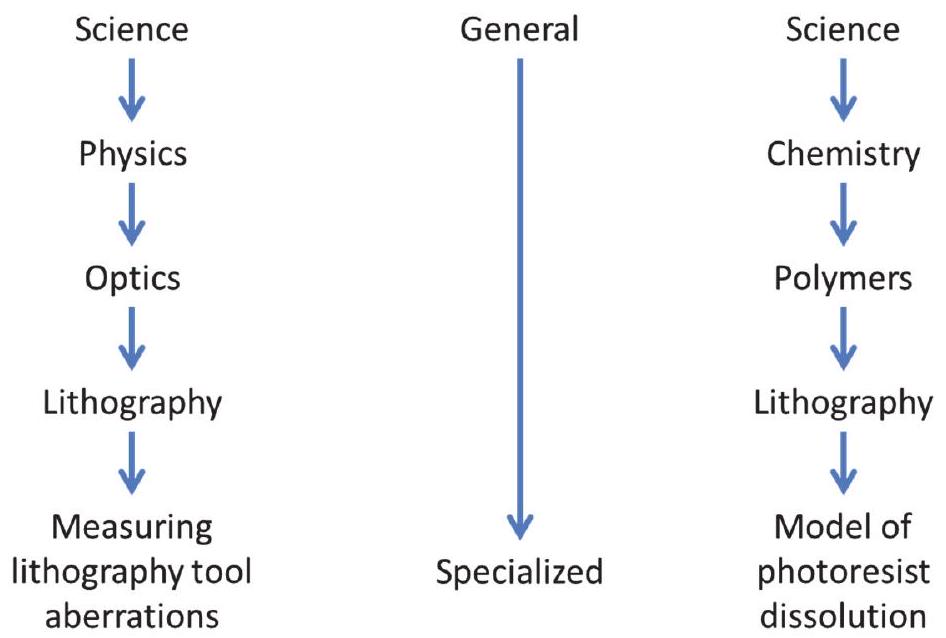 Science
Physics
Optics
Lithography
Measuring
lithography tool
aberrations
General
Specialized
Science
Chemistry
Polymers
Lithography
Model of
photoresist
dissolution